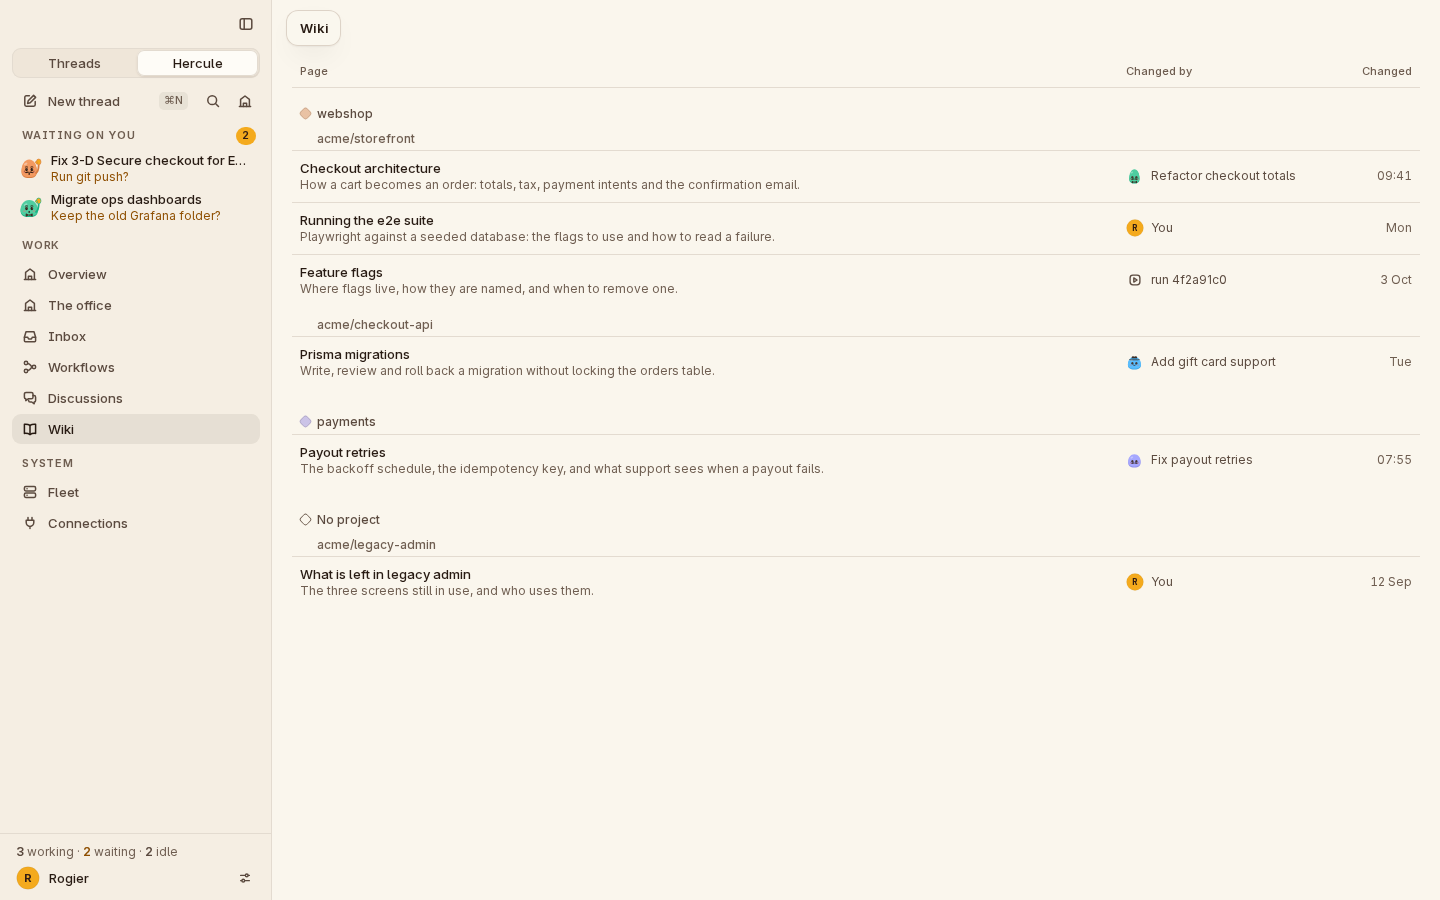 Wiki
Threads
Hercule
New thread
⌘N
WAITING ON YOU
2
Fix 3-D Secure checkout for E…
Run git push?
Migrate ops dashboards
Keep the old Grafana folder?
WORK
Overview
The office
Inbox
Workflows
Discussions
Wiki
SYSTEM
Fleet
Connections
3 working · 2 waiting · 2 idle
R
Rogier
Page
Changed by
Changed
webshop
acme/storefront
Checkout architecture
How a cart becomes an order: totals, tax, payment intents and the confirmation email.
Refactor checkout totals
09:41
Running the e2e suite
Playwright against a seeded database: the flags to use and how to read a failure.
R
You
Mon
Feature flags
Where flags live, how they are named, and when to remove one.
run 4f2a91c0
3 Oct
acme/checkout-api
Prisma migrations
Write, review and roll back a migration without locking the orders table.
Add gift card support
Tue
payments
Payout retries
The backoff schedule, the idempotency key, and what support sees when a payout fails.
Fix payout retries
07:55
No project
acme/legacy-admin
What is left in legacy admin
The three screens still in use, and who uses them.
R
You
12 Sep